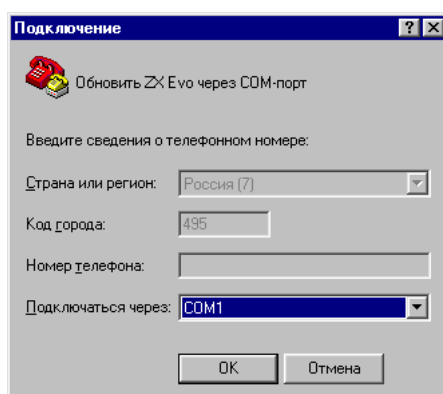 Подключение
Обновить ZX Evo через COM-порт
Введите сведения о телефонном номере:
Страна или регион: Россия (7)
Код города: 495
Номер телефона:
Подключаться через: COM1
OK Отмена